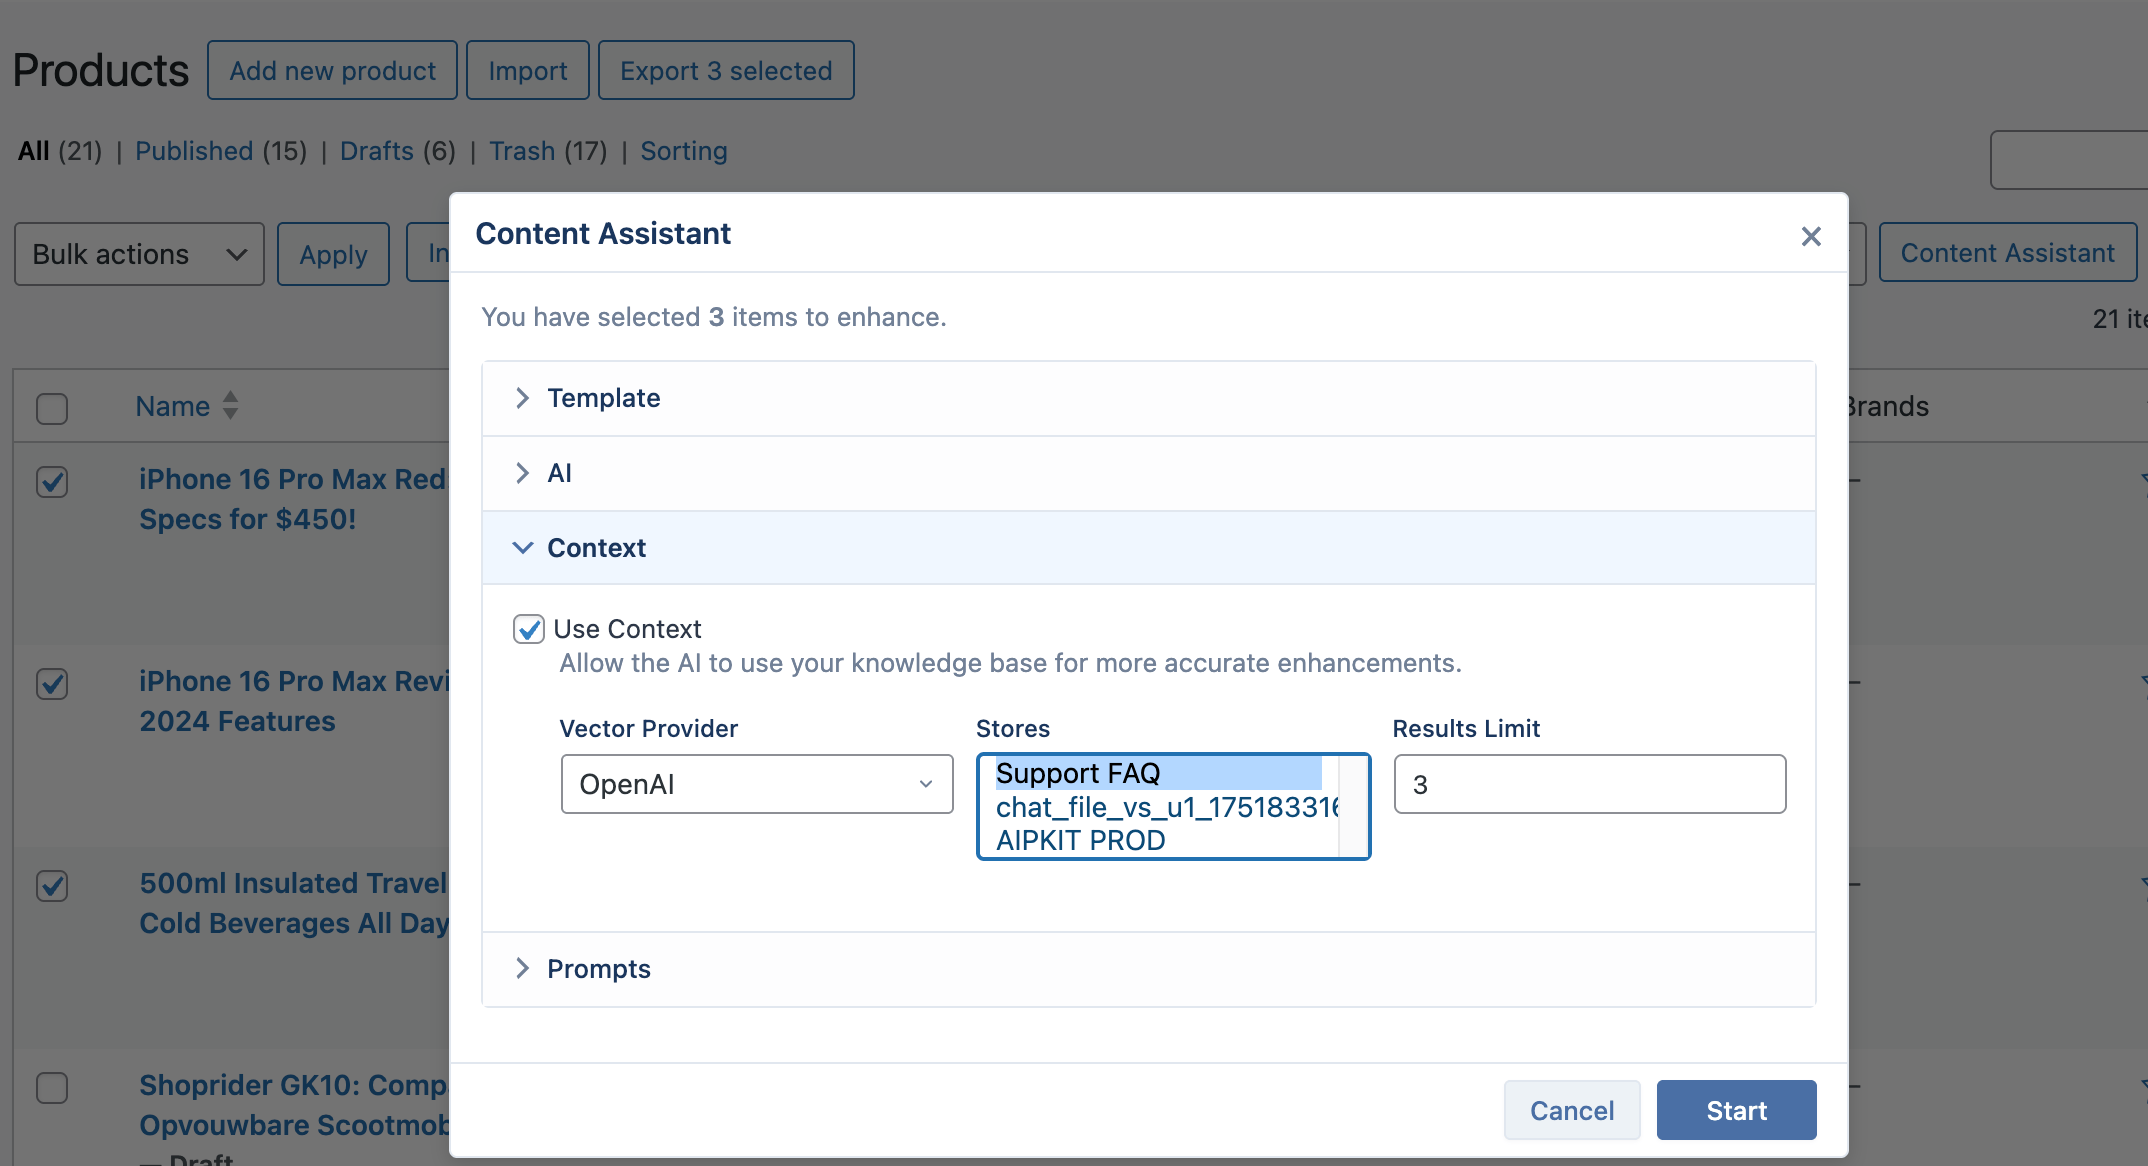 Products Add new product Import Export 3 selected
All (21) | Published (15) | Drafts (6) | Trash (17) | Sorting
Bulk actions Apply In Content Assistant
21 ite
Name Brands
iPhone 16 Pro Max Red
Specs for $450!
iPhone 16 Pro Max Revi
2024 Features
500ml Insulated Travel
Cold Beverages All Day
Shoprider GK10: Comp
Opvouwbare Scootmob
— Draft
Content Assistant
You have selected 3 items to enhance.
Template
AI
Context
Use Context
Allow the AI to use your knowledge base for more accurate enhancements.
Vector Provider Stores Results Limit
OpenAI Support FAQ 3
chat_file_vs_u1_175183316
AIPKIT PROD
Prompts
Cancel Start